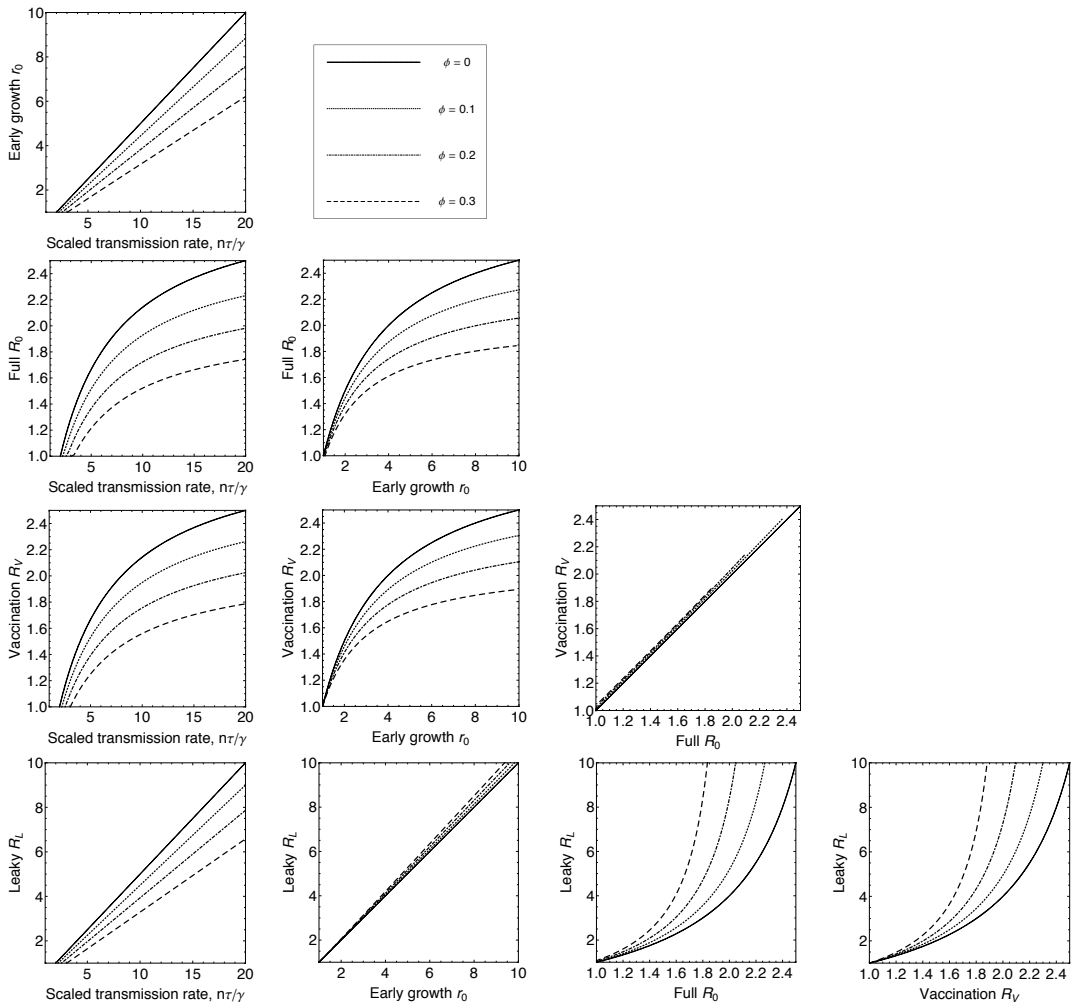 10
8
6
4
2
Early growth r₀
5 10 15 20
Scaled transmission rate, nτ/γ
ϕ = 0
ϕ = 0.1
ϕ = 0.2
ϕ = 0.3
2.4
2.2
2.0
1.8
1.6
1.4
1.2
1.0
Full R₀
5 10 15 20
Scaled transmission rate, nτ/γ
2.4
2.2
2.0
1.8
1.6
1.4
1.2
1.0
Full R₀
2 4 6 8 10
Early growth r₀
2.4
2.2
2.0
1.8
1.6
1.4
1.2
1.0
Vaccination R_V
5 10 15 20
Scaled transmission rate, nτ/γ
2.4
2.2
2.0
1.8
1.6
1.4
1.2
1.0
Vaccination R_V
2 4 6 8 10
Early growth r₀
2.4
2.2
2.0
1.8
1.6
1.4
1.2
1.0
Vaccination R_V
1.0 1.2 1.4 1.6 1.8 2.0 2.2 2.4
Full R₀
10
8
6
4
2
Leaky R_L
5 10 15 20
Scaled transmission rate, nτ/γ
10
8
6
4
2
Leaky R_L
2 4 6 8 10
Early growth r₀
10
8
6
4
2
Leaky R_L
1.0 1.2 1.4 1.6 1.8 2.0 2.2 2.4
Full R₀
10
8
6
4
2
Leaky R_L
1.0 1.2 1.4 1.6 1.8 2.0 2.2 2.4
Vaccination R_V